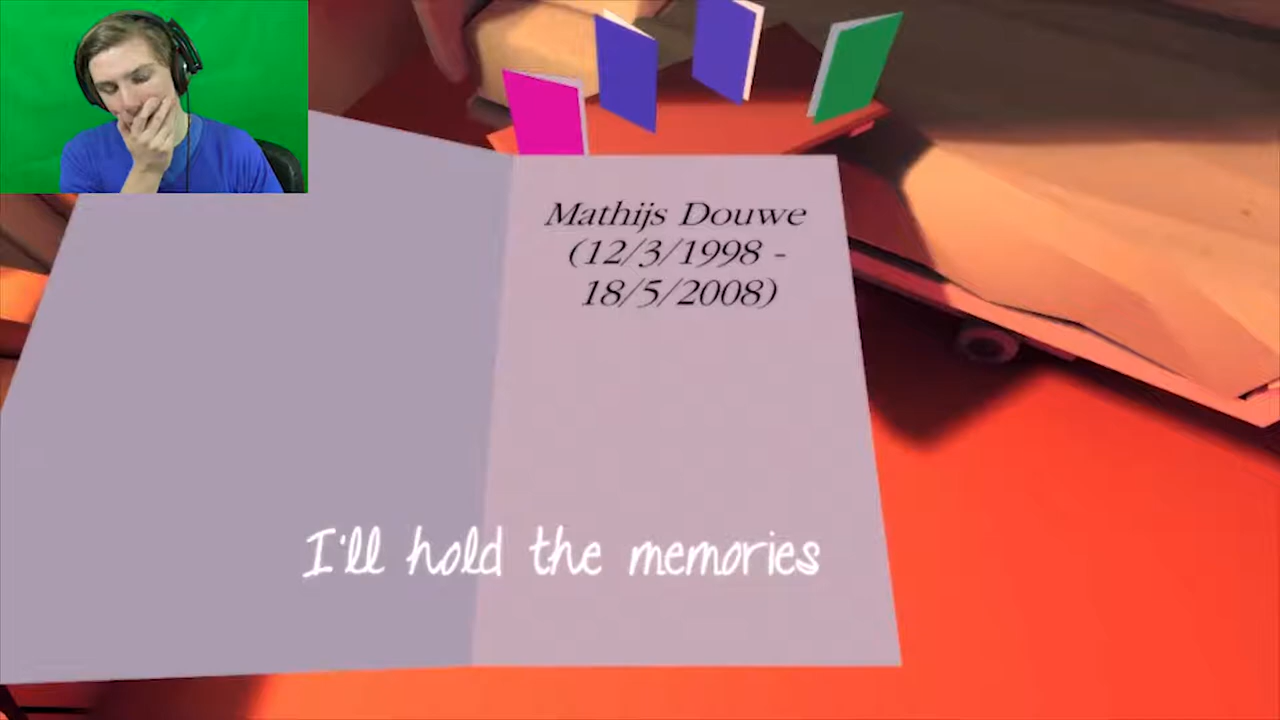 Mathijs Douwe
(12/3/1998 -
18/5/2008)
I'll hold the memories